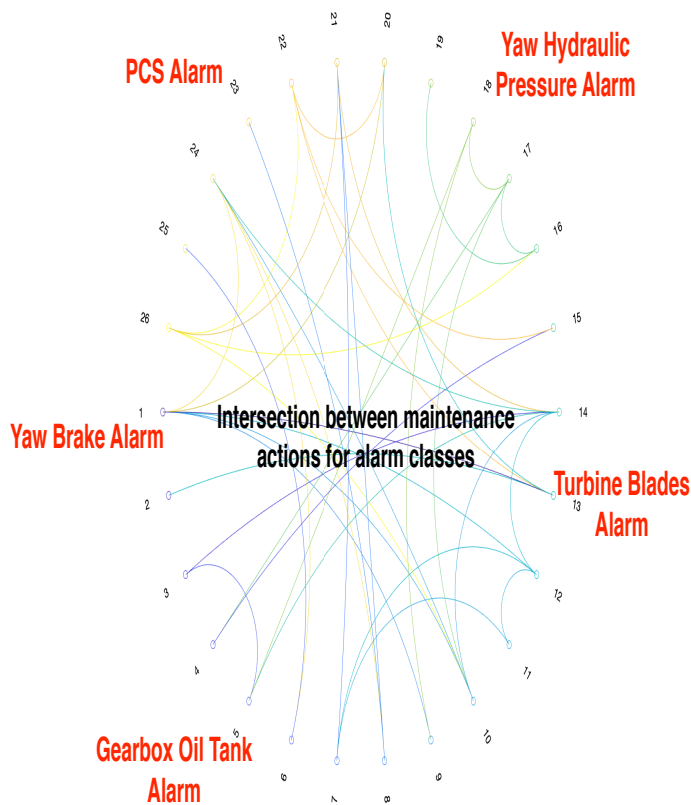 21
20
22
19
Yaw Hydraulic
Pressure Alarm
PCS Alarm
23
18
24
17
25
16
26
15
1
14
Intersection between maintenance
actions for alarm classes
Yaw Brake Alarm
2
13
Turbine Blades
Alarm
3
12
4
11
5
10
Gearbox Oil Tank
Alarm
6
9
7
8